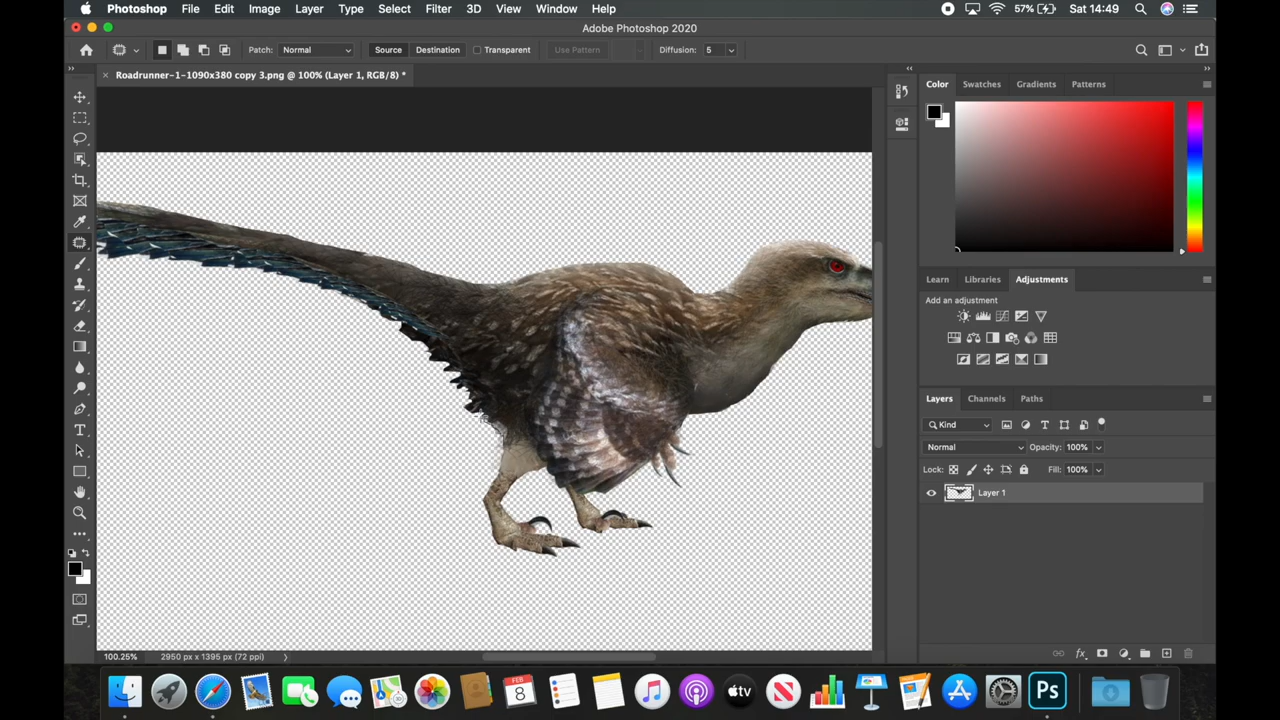 Photoshop File Edit Image Layer Type Select Filter 3D View Window Help 57% Sat 14:49
Adobe Photoshop 2020
Patch: Normal Source Destination Transparent Use Pattern Diffusion: 5
Roadrunner-1-1090x380 copy 3.png @ 100% (Layer 1, RGB/8) *
Color Swatches Gradients Patterns
Learn Libraries Adjustments
Add an adjustment
Layers Channels Paths
Kind
Normal Opacity: 100%
Lock: Fill: 100%
Layer 1
fx
100.25% 2950 px x 1395 px (72 ppi)
FEB
8
tv
Ps